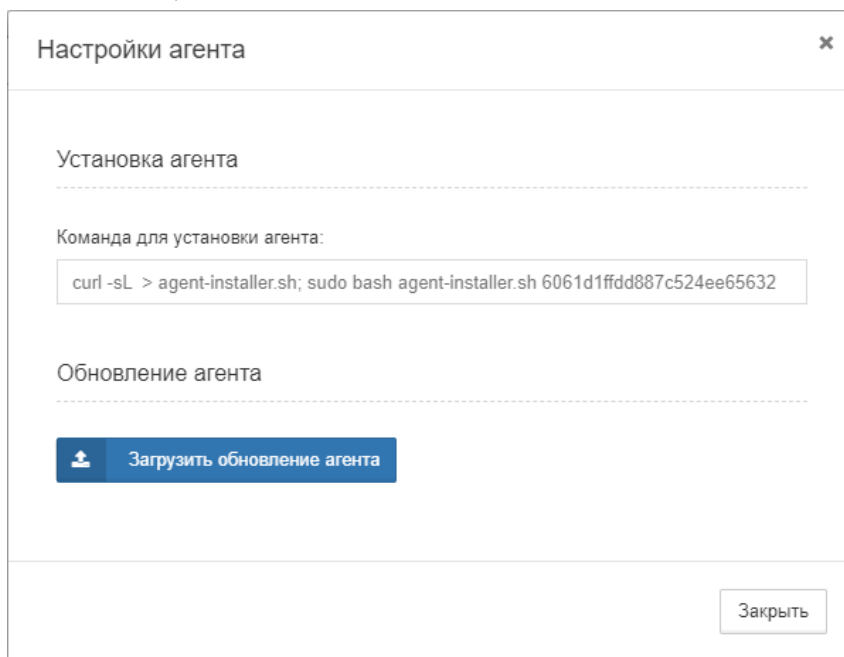 Настройки агента
×
Установка агента
Команда для установки агента:
curl -sL  > agent-installer.sh; sudo bash agent-installer.sh 6061d1ffdd887c524ee65632
Обновление агента
Загрузить обновление агента
Закрыть